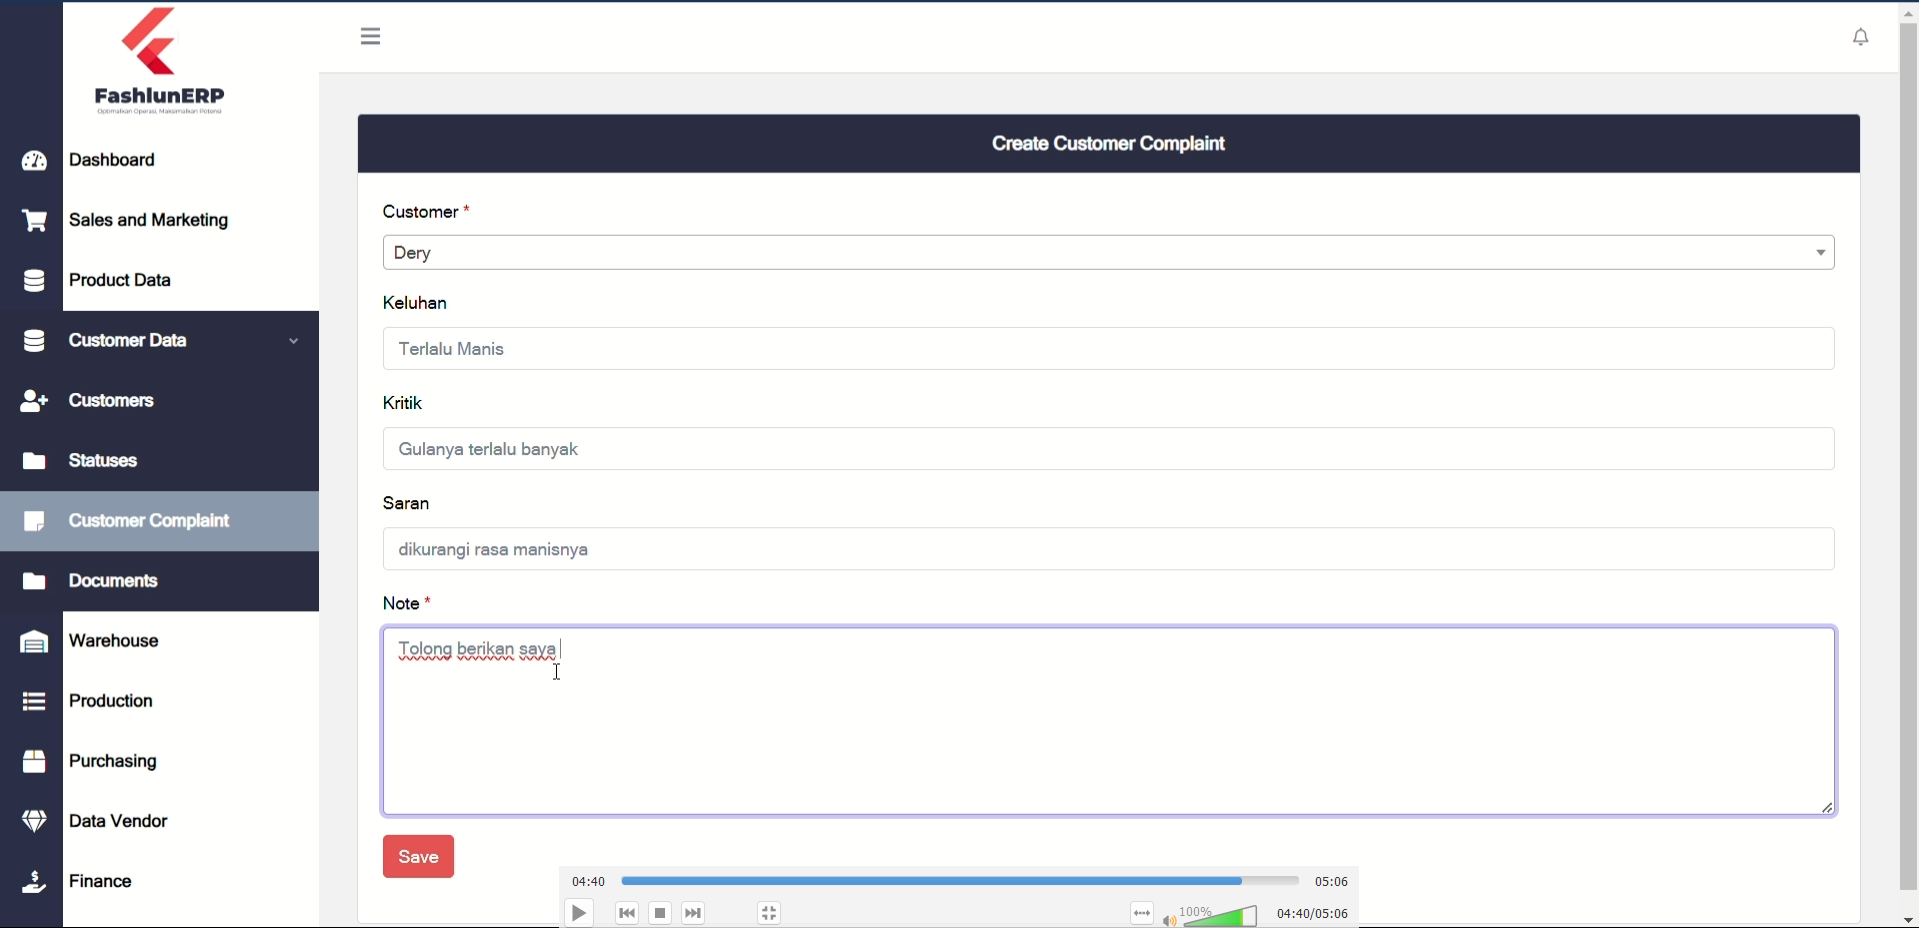 FashlunERP
Optimalkan Operasi, Maksimalkan Potensi
Dashboard
Sales and Marketing
Product Data
Customer Data
Customers
Statuses
Customer Complaint
Documents
Warehouse
Production
Purchasing
Data Vendor
Finance
Create Customer Complaint
Customer *
Dery
Keluhan
Terlalu Manis
Kritik
Gulanya terlalu banyak
Saran
dikurangi rasa manisnya
Note *
Tolong berikan saya
Save
04:40
05:06
100%
04:40/05:06